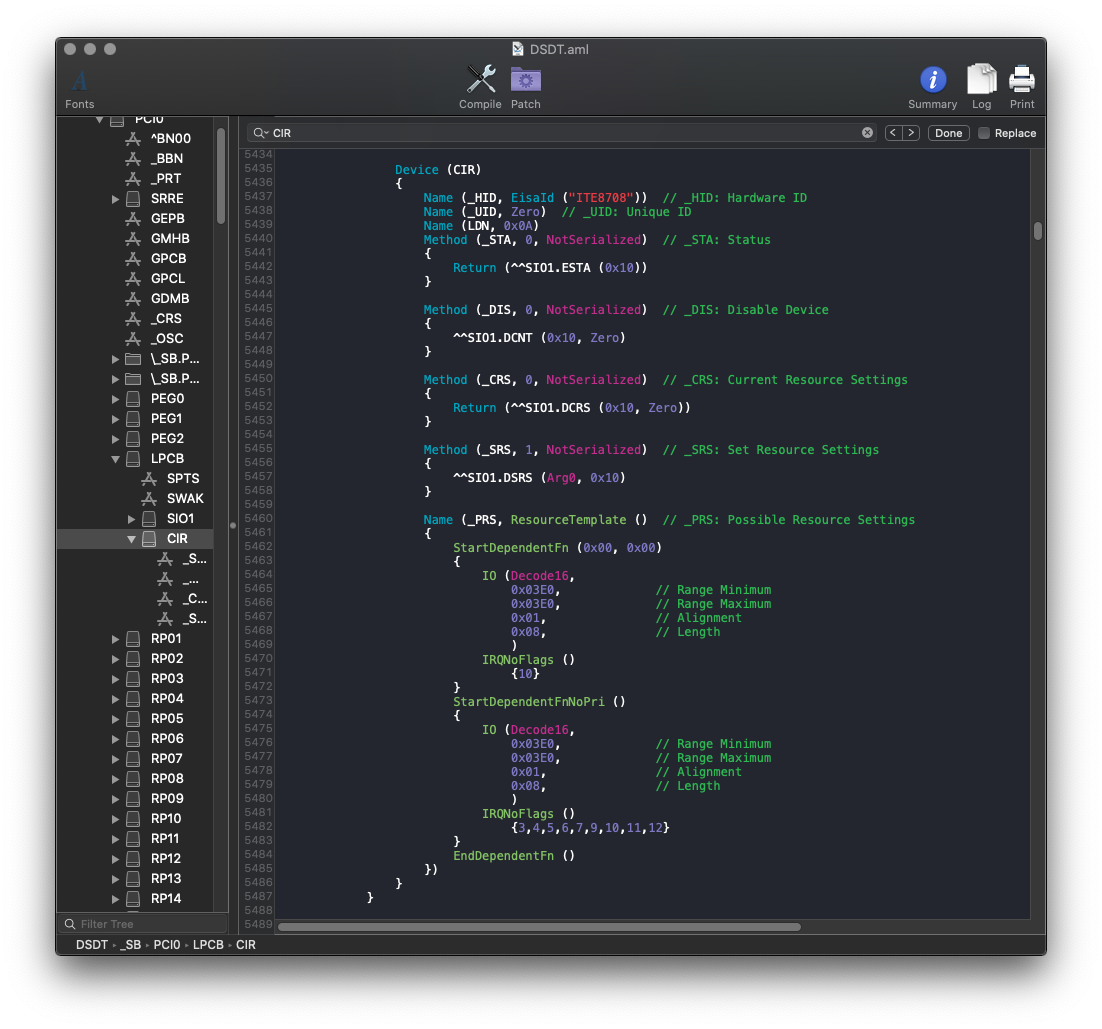 DSDT.aml
Fonts
Compile
Patch
Summary
Log
Print
PCI0
^BN00
_BBN
_PRT
SRRE
GEPB
GMHB
GPCB
GPCL
GDMB
_CRS
_OSC
\_SB.P...
\_SB.P...
PEG0
PEG1
PEG2
LPCB
SPTS
SWAK
SIO1
CIR
_S...
_...
_C...
_S...
RP01
RP02
RP03
RP04
RP05
RP06
RP07
RP08
RP09
RP10
RP11
RP12
RP13
RP14
Filter Tree
CIR
< > Done Replace
5434
5435 Device (CIR)
5436 {
5437 Name (_HID, EisaId ("ITE8708")) // _HID: Hardware ID
5438 Name (_UID, Zero) // _UID: Unique ID
5439 Name (LDN, 0x0A)
5440 Method (_STA, 0, NotSerialized) // _STA: Status
5441 {
5442 Return (^^SIO1.ESTA (0x10))
5443 }
5444
5445 Method (_DIS, 0, NotSerialized) // _DIS: Disable Device
5446 {
5447 ^^SIO1.DCNT (0x10, Zero)
5448 }
5449
5450 Method (_CRS, 0, NotSerialized) // _CRS: Current Resource Settings
5451 {
5452 Return (^^SIO1.DCRS (0x10, Zero))
5453 }
5454
5455 Method (_SRS, 1, NotSerialized) // _SRS: Set Resource Settings
5456 {
5457 ^^SIO1.DSRS (Arg0, 0x10)
5458 }
5459
5460 Name (_PRS, ResourceTemplate () // _PRS: Possible Resource Settings
5461 {
5462 StartDependentFn (0x00, 0x00)
5463 {
5464 IO (Decode16,
5465 0x03E0, // Range Minimum
5466 0x03E0, // Range Maximum
5467 0x01, // Alignment
5468 0x08, // Length
5469 )
5470 IRQNoFlags ()
5471 {10}
5472 }
5473 StartDependentFnNoPri ()
5474 {
5475 IO (Decode16,
5476 0x03E0, // Range Minimum
5477 0x03E0, // Range Maximum
5478 0x01, // Alignment
5479 0x08, // Length
5480 )
5481 IRQNoFlags ()
5482 {3,4,5,6,7,9,10,11,12}
5483 }
5484 EndDependentFn ()
5485 })
5486 }
5487 }
5488
5489
DSDT _SB PCI0 LPCB CIR